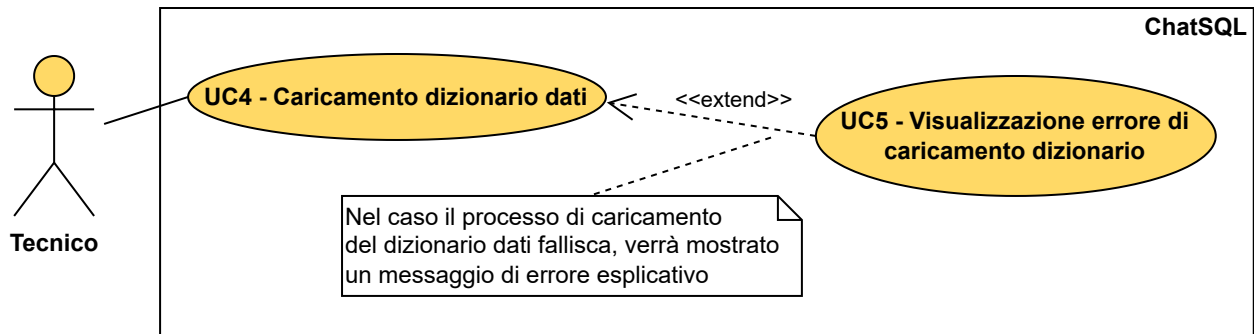 ChatSQL
UC4 - Caricamento dizionario dati
<<extend>>
UC5 - Visualizzazione errore di
caricamento dizionario
Nel caso il processo di caricamento
del dizionario dati fallisca, verrà mostrato
un messaggio di errore esplicativo
Tecnico